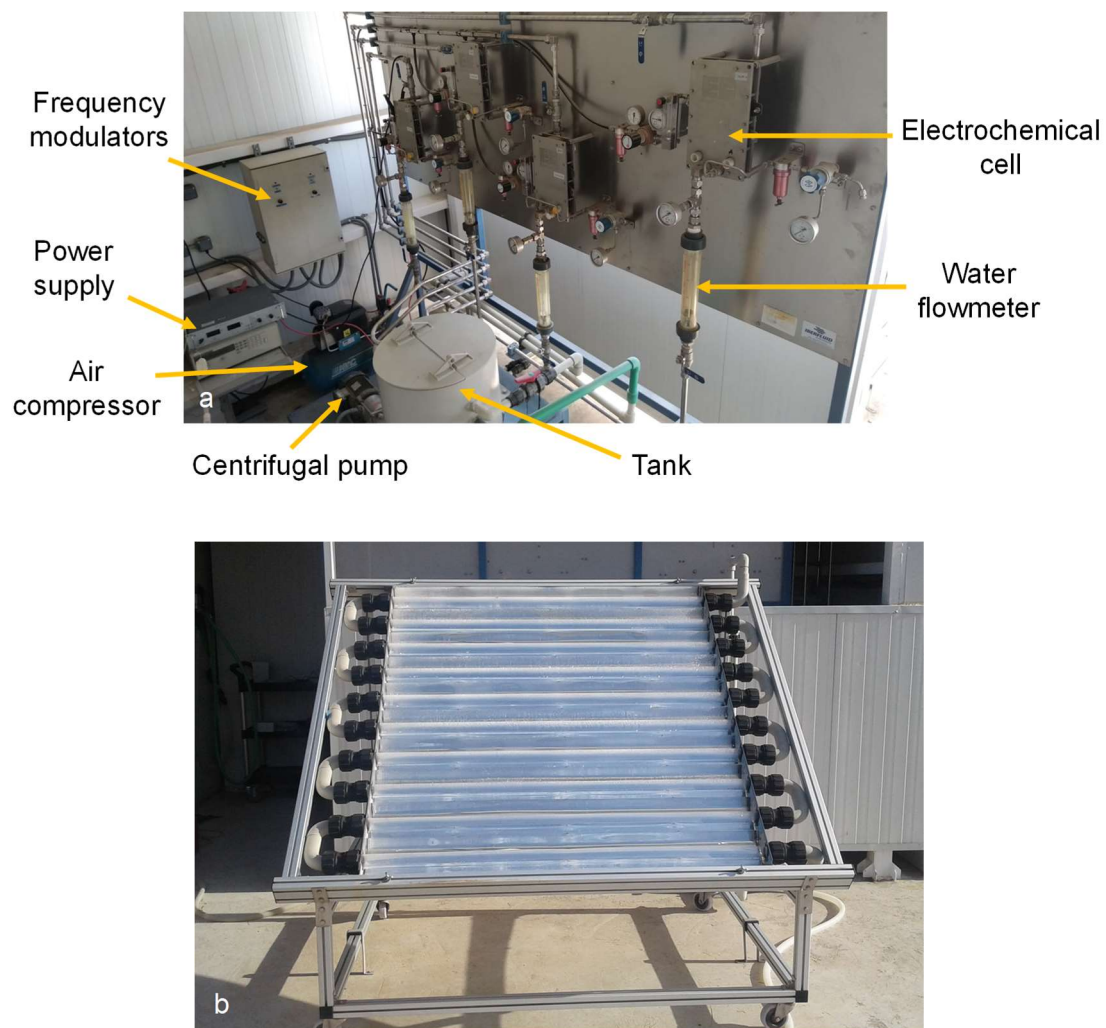 Frequency
modulators
Electrochemical
cell
Power
supply
Water
flowmeter
Air
compressor
a
Centrifugal pump
Tank
b